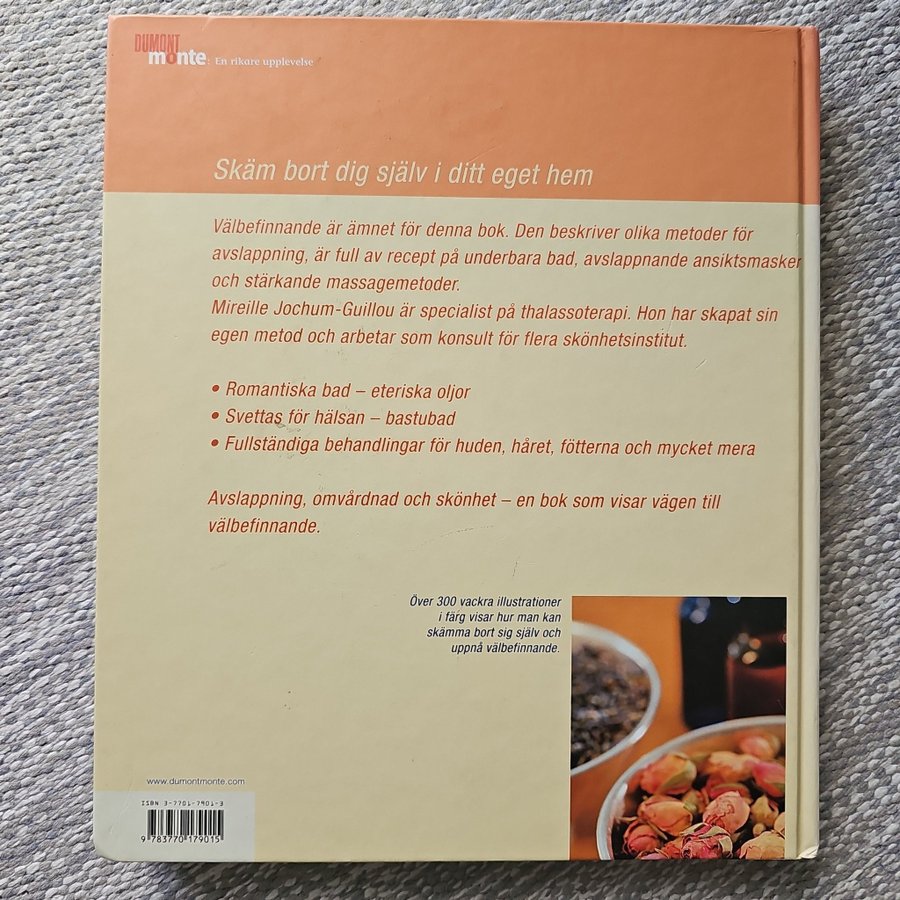 DUMONT
monte: En rikare upplevelse
Skäm bort dig själv i ditt eget hem
Välbefinnande är ämnet för denna bok. Den beskriver olika metoder för
avslappning, är full av recept på underbara bad, avslappnande ansiktsmasker
och stärkande massagemetoder.
Mireille Jochum-Guillou är specialist på thalassoterapi. Hon har skapat sin
egen metod och arbetar som konsult för flera skönhetsinstitut.
• Romantiska bad – eteriska oljor
• Svettas för hälsan – bastubad
• Fullständiga behandlingar för huden, håret, fötterna och mycket mera
Avslappning, omvårdnad och skönhet – en bok som visar vägen till
välbefinnande.
Över 300 vackra illustrationer
i färg visar hur man kan
skämma bort sig själv och
uppnå välbefinnande.
www.dumontmonte.com
ISBN 3-7701-7901-3
9 783770 179015